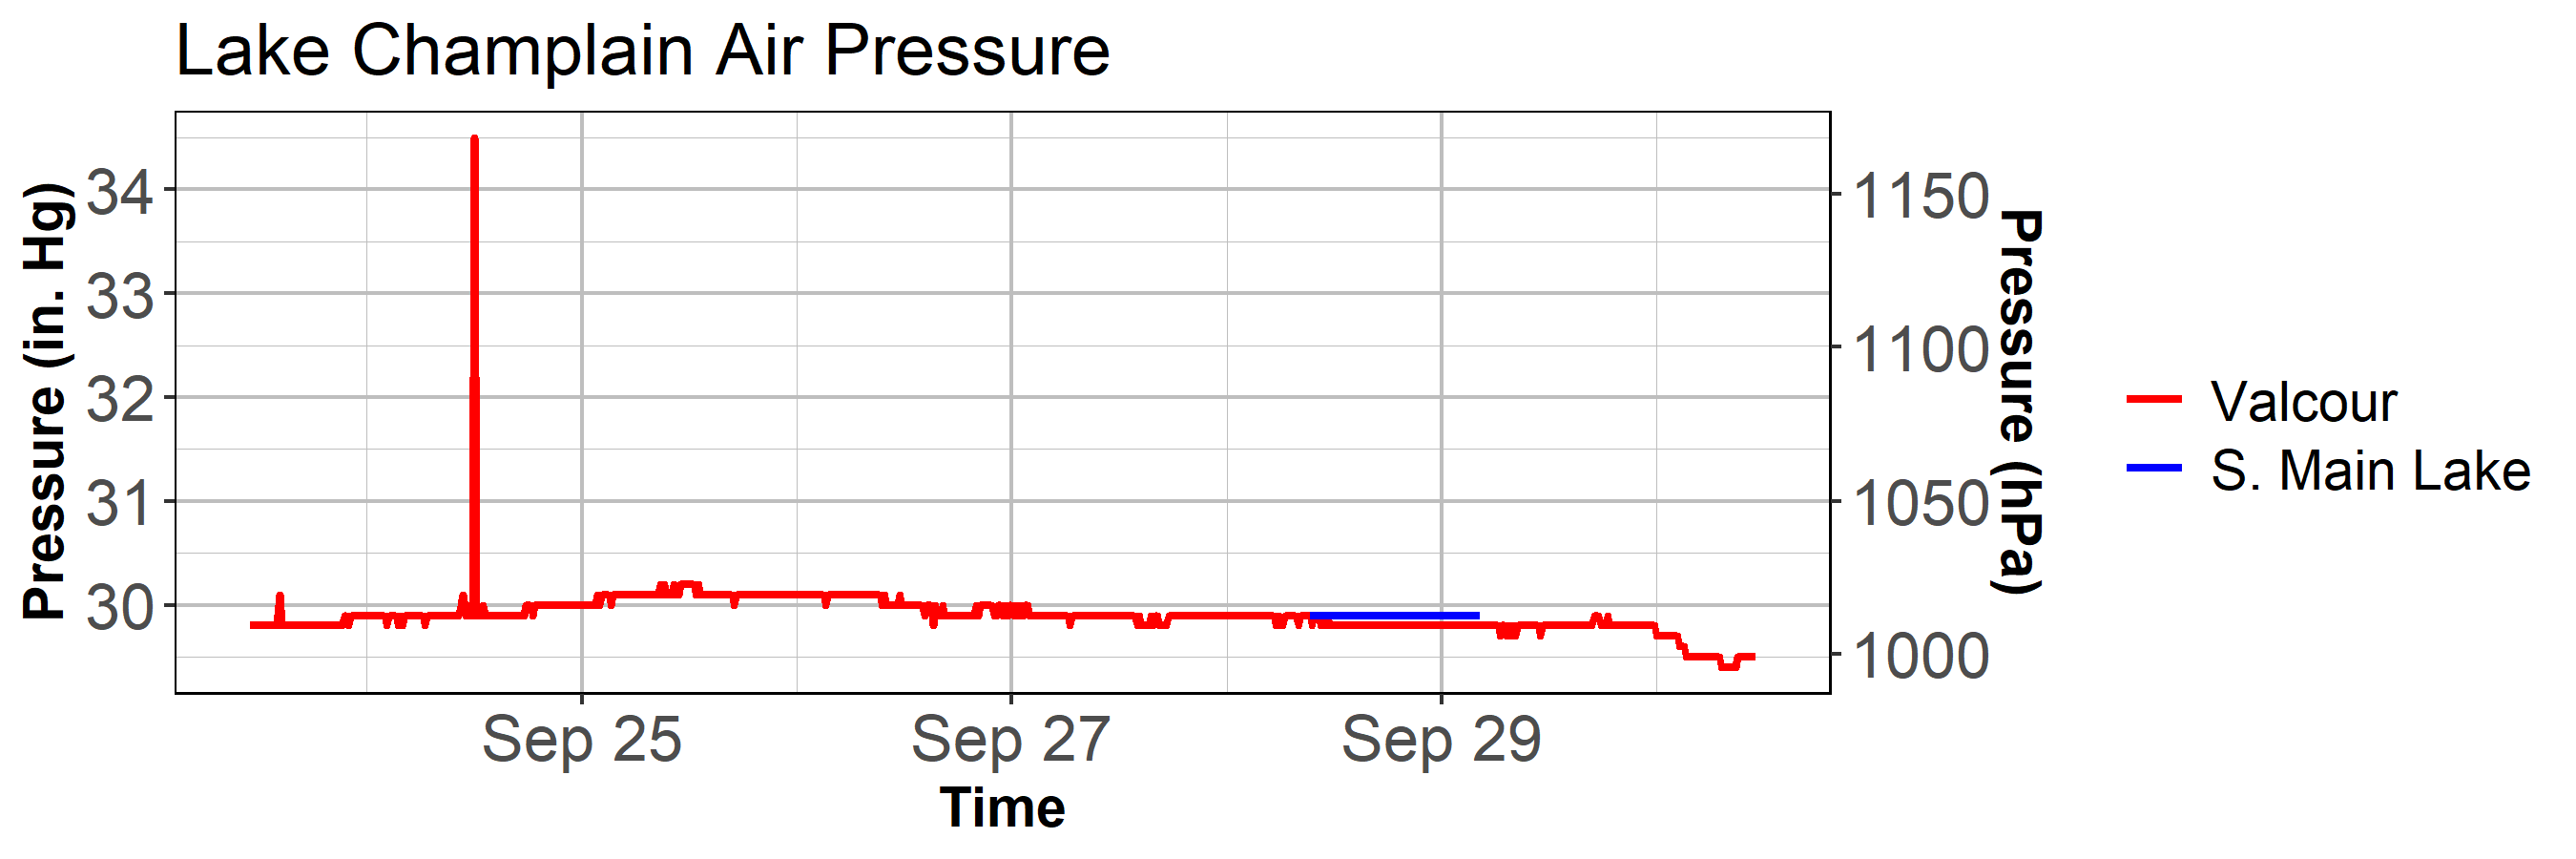 Lake Champlain Air Pressure
Pressure (in. Hg)
34
33
32
31
30
1150
1100
1050
1000
Pressure (hPa)
Sep 25
Sep 27
Sep 29
Time
Valcour
S. Main Lake